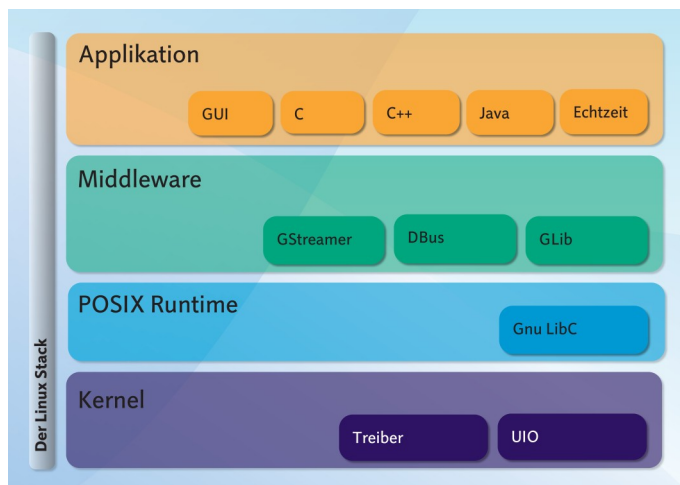 Applikation
GUI
C
C++
Java
Echtzeit
Middleware
GStreamer
DBus
GLib
POSIX Runtime
Gnu LibC
Kernel
Treiber
UIO
Der Linux Stack